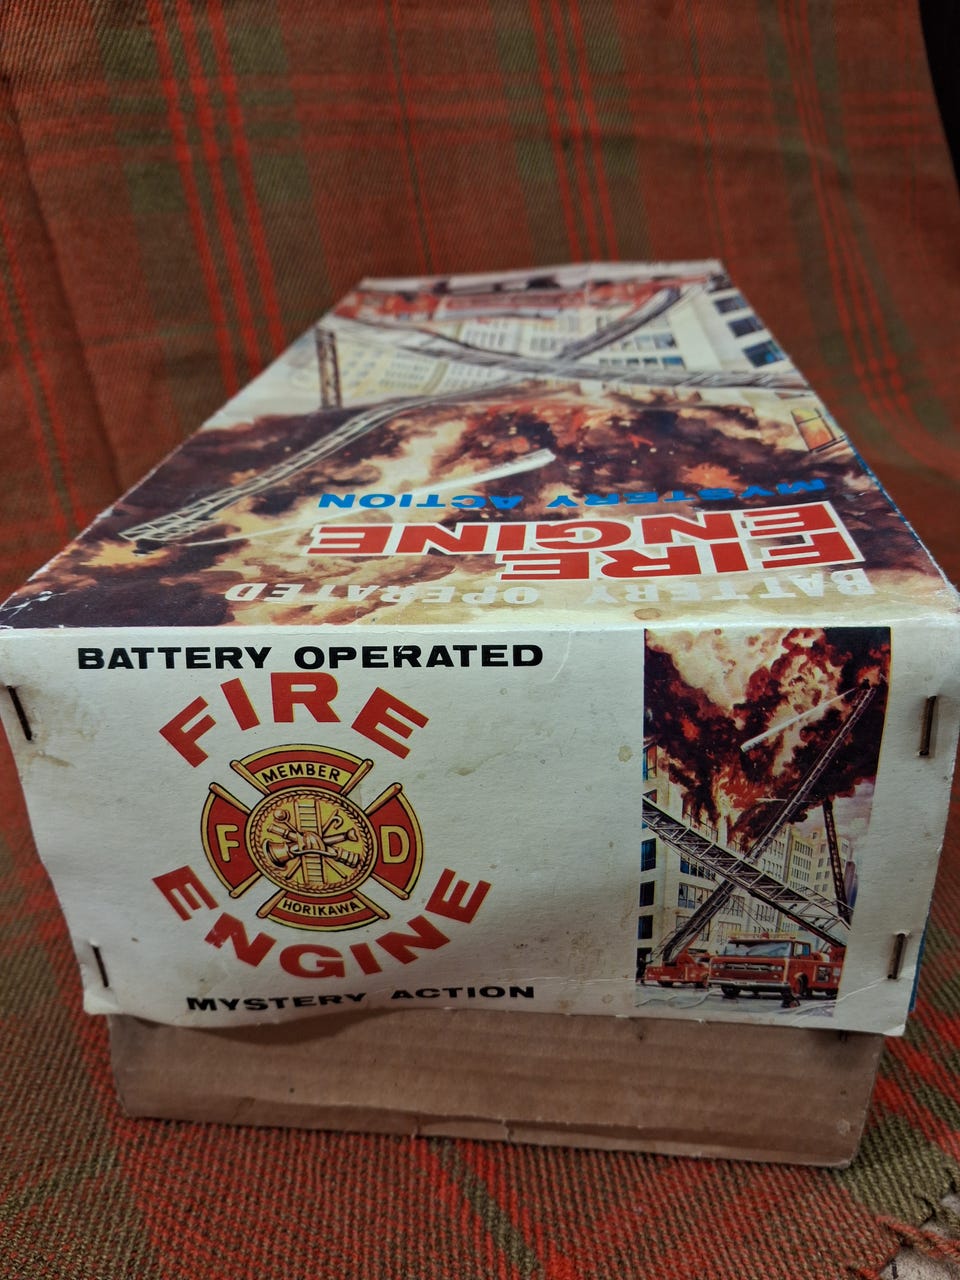 MYSTERY ACTION
FIRE
ENGINE
BATTERY OPERATED
BATTERY OPERATED
FIRE
MEMBER
F D
HORIKAWA
ENGINE
MYSTERY ACTION